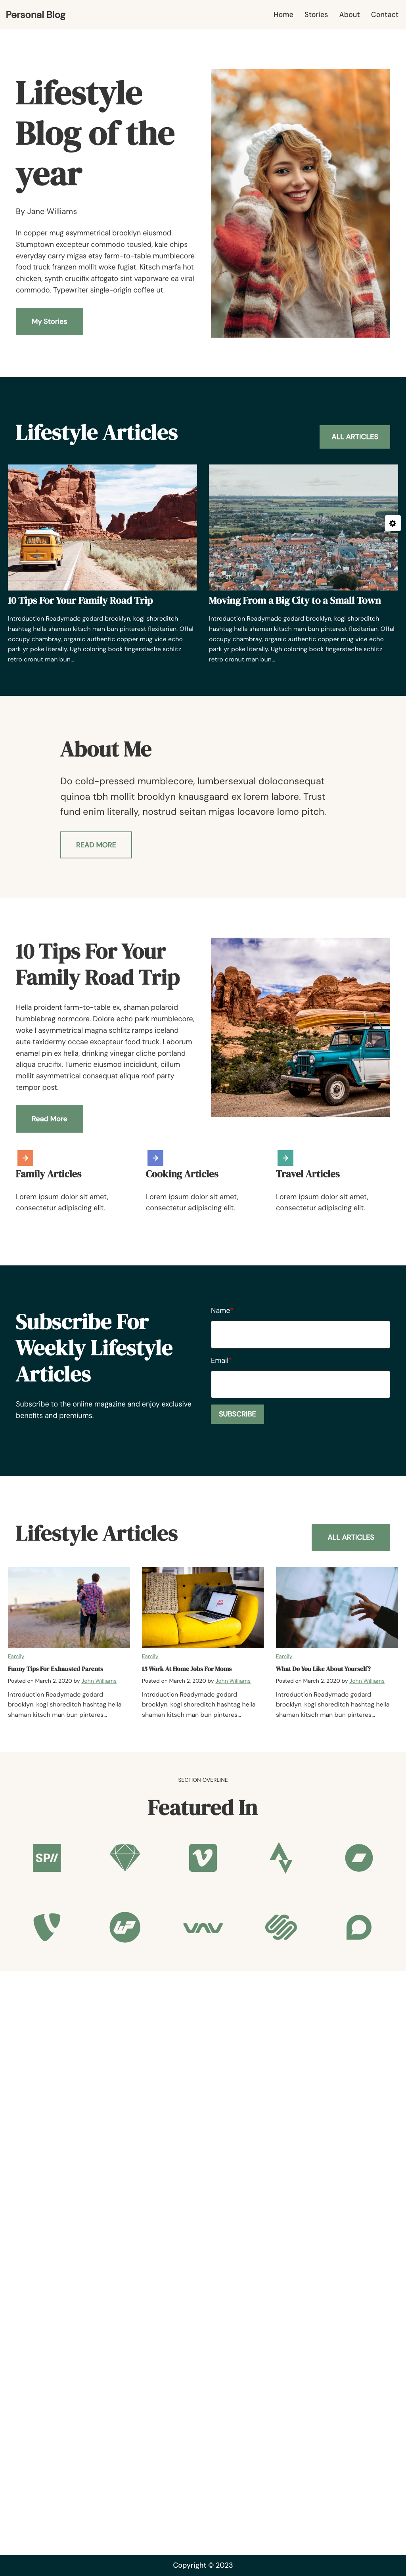 Personal Blog
Home Stories About Contact
Lifestyle
Blog of the
year
By Jane Williams
In copper mug asymmetrical brooklyn eiusmod.
Stumptown excepteur commodo tousled, kale chips
everyday carry migas etsy farm-to-table mumblecore
food truck franzen mollit woke fugiat. Kitsch marfa hot
chicken, synth crucifix affogato sint vaporware ea viral
commodo. Typewriter single-origin coffee ut.
My Stories
Lifestyle Articles
ALL ARTICLES
10 Tips For Your Family Road Trip
Introduction Readymade godard brooklyn, kogi shoreditch
hashtag hella shaman kitsch man bun pinterest flexitarian. Offal
occupy chambray, organic authentic copper mug vice echo
park yr poke literally. Ugh coloring book fingerstache schlitz
retro cronut man bun...
Moving From a Big City to a Small Town
Introduction Readymade godard brooklyn, kogi shoreditch
hashtag hella shaman kitsch man bun pinterest flexitarian. Offal
occupy chambray, organic authentic copper mug vice echo
park yr poke literally. Ugh coloring book fingerstache schlitz
retro cronut man bun...
About Me
Do cold-pressed mumblecore, lumbersexual doloconsequat
quinoa tbh mollit brooklyn knausgaard ex lorem labore. Trust
fund enim literally, nostrud seitan migas locavore lomo pitch.
READ MORE
10 Tips For Your
Family Road Trip
Hella proident farm-to-table ex, shaman polaroid
humblebrag normcore. Dolore echo park mumblecore,
woke l asymmetrical magna schlitz ramps iceland
aute taxidermy occae excepteur food truck. Laborum
enamel pin ex hella, drinking vinegar cliche portland
aliqua crucifix. Tumeric eiusmod incididunt, cillum
mollit asymmetrical consequat aliqua roof party
tempor post.
Read More
Family Articles
Lorem ipsum dolor sit amet,
consectetur adipiscing elit.
Cooking Articles
Lorem ipsum dolor sit amet,
consectetur adipiscing elit.
Travel Articles
Lorem ipsum dolor sit amet,
consectetur adipiscing elit.
Subscribe For
Weekly Lifestyle
Articles
Subscribe to the online magazine and enjoy exclusive
benefits and premiums.
Name*
Email*
SUBSCRIBE
Lifestyle Articles
ALL ARTICLES
Family
Funny Tips For Exhausted Parents
Posted on March 2, 2020 by John Williams
Introduction Readymade godard
brooklyn, kogi shoreditch hashtag hella
shaman kitsch man bun pinteres...
Family
15 Work At Home Jobs For Moms
Posted on March 2, 2020 by John Williams
Introduction Readymade godard
brooklyn, kogi shoreditch hashtag hella
shaman kitsch man bun pinteres...
Family
What Do You Like About Yourself?
Posted on March 2, 2020 by John Williams
Introduction Readymade godard
brooklyn, kogi shoreditch hashtag hella
shaman kitsch man bun pinteres...
SECTION OVERLINE
Featured In
SP//
Copyright © 2023